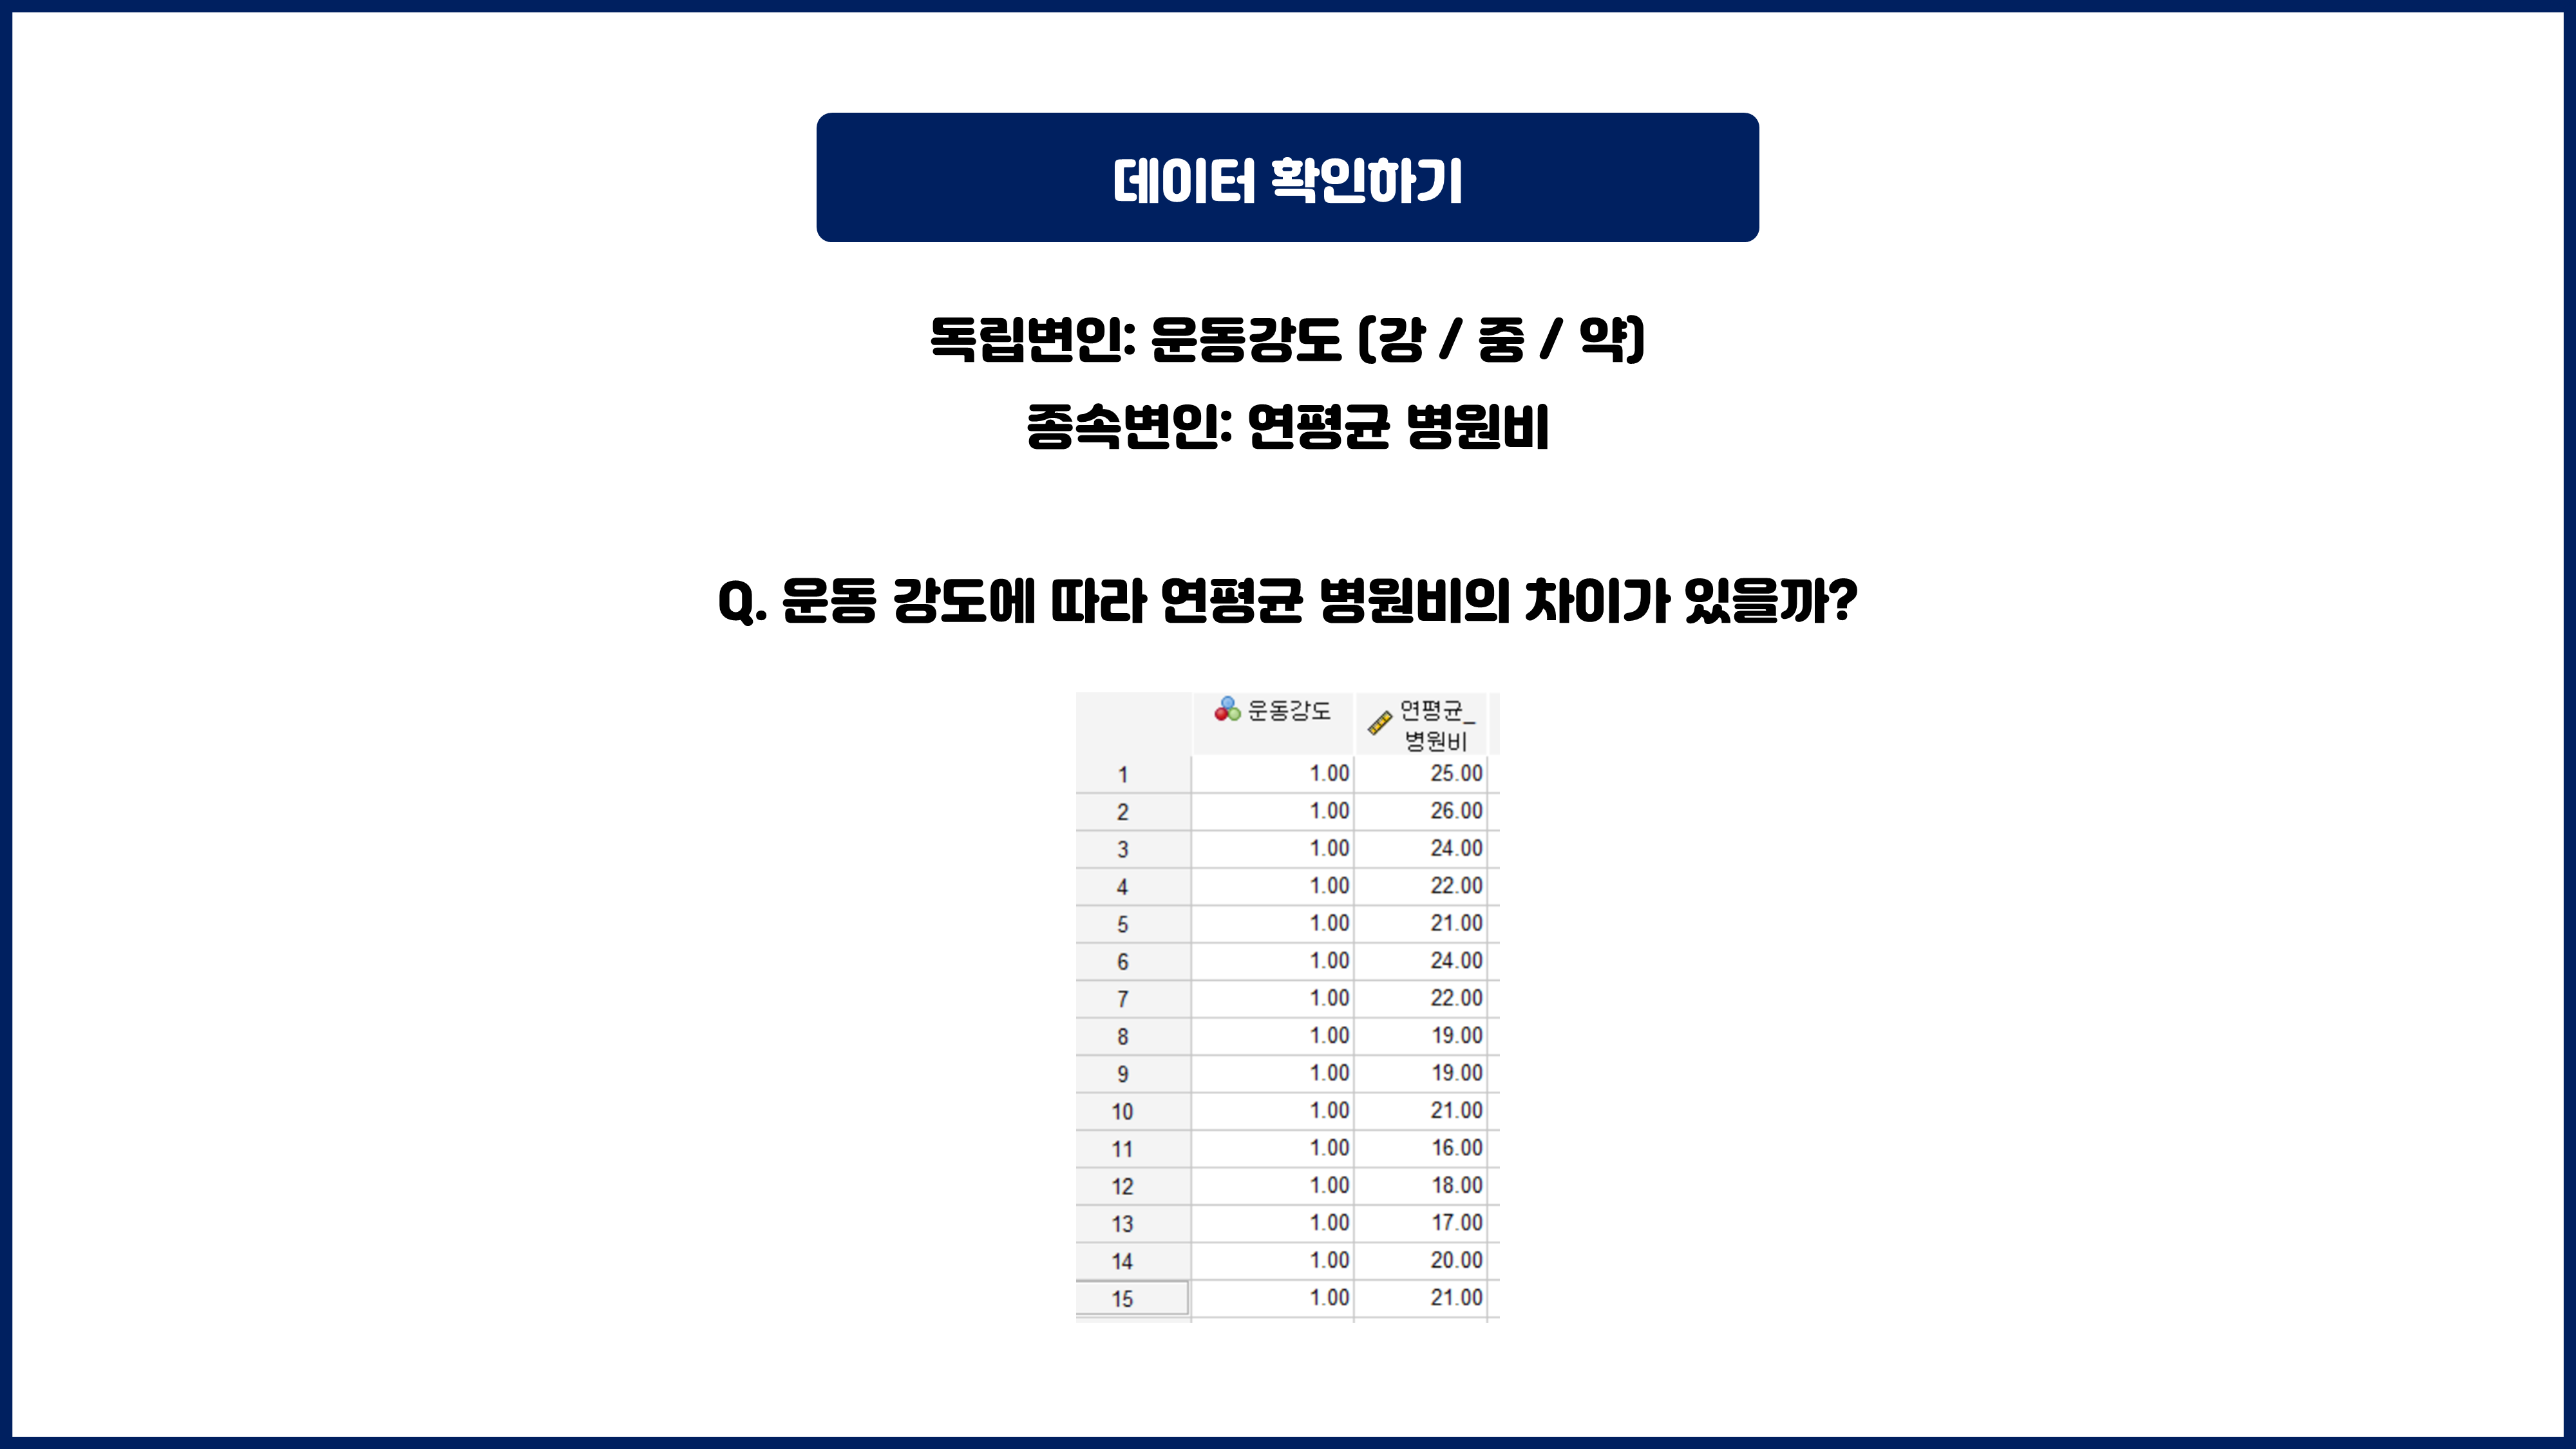 데이터 확인하기
독립변인: 운동강도 (강 / 중 / 약)
종속변인: 연평균 병원비
Q. 운동 강도에 따라 연평균 병원비의 차이가 있을까?
운동강도 연평균_
병원비
1 1.00 25.00
2 1.00 26.00
3 1.00 24.00
4 1.00 22.00
5 1.00 21.00
6 1.00 24.00
7 1.00 22.00
8 1.00 19.00
9 1.00 19.00
10 1.00 21.00
11 1.00 16.00
12 1.00 18.00
13 1.00 17.00
14 1.00 20.00
15 1.00 21.00